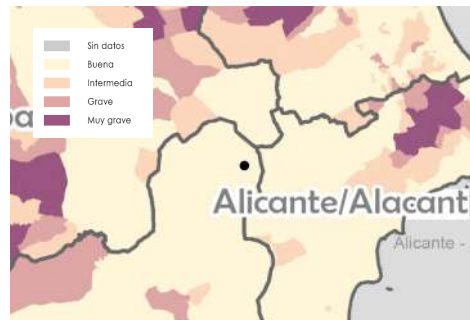 Sin datos
Buena
Intermedia
Grave
Muy grave
Alicante/Alacant
Alicante -